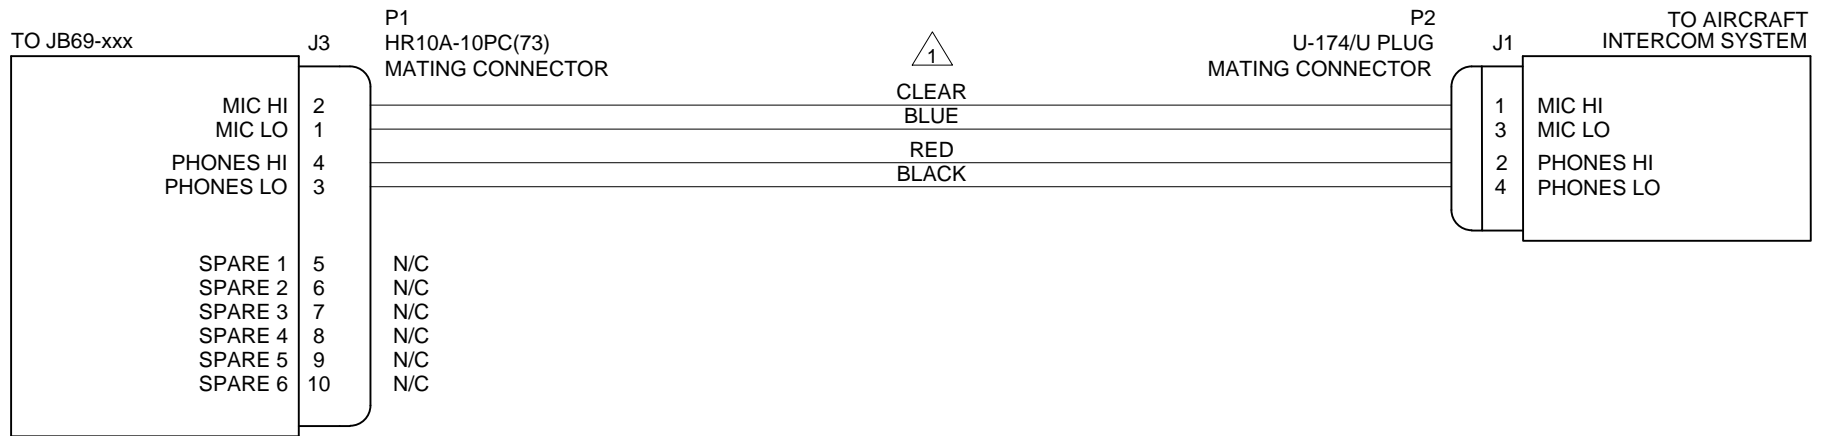 TO JB69-xxx
J3
P1
HR10A-10PC(73)
MATING CONNECTOR
1
P2
U-174/U PLUG
MATING CONNECTOR
J1
TO AIRCRAFT
INTERCOM SYSTEM
MIC HI 2 CLEAR 1 MIC HI
MIC LO 1 BLUE 3 MIC LO
PHONES HI 4 RED 2 PHONES HI
PHONES LO 3 BLACK 4 PHONES LO
SPARE 1 5 N/C
SPARE 2 6 N/C
SPARE 3 7 N/C
SPARE 4 8 N/C
SPARE 5 9 N/C
SPARE 6 10 N/C